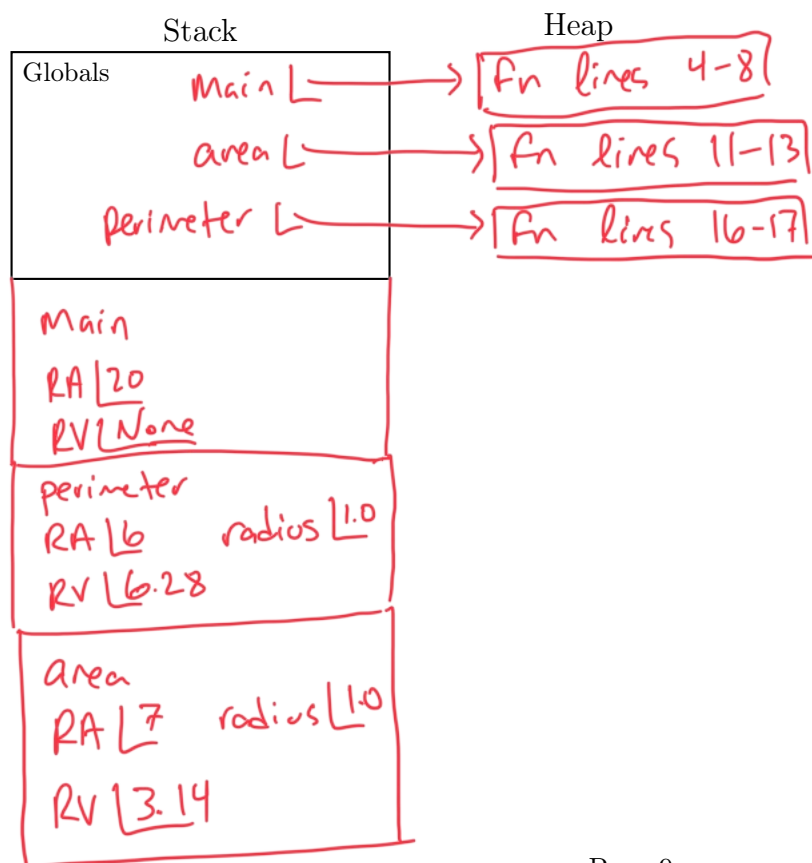 Stack Heap
Globals
main fn lines 4-8
area fn lines 11-13
perimeter fn lines 16-17
main
RA 20
RV None
perimeter
RA 6 radius 1.0
RV 6.28
area
RA 7 radius 1.0
RV 3.14